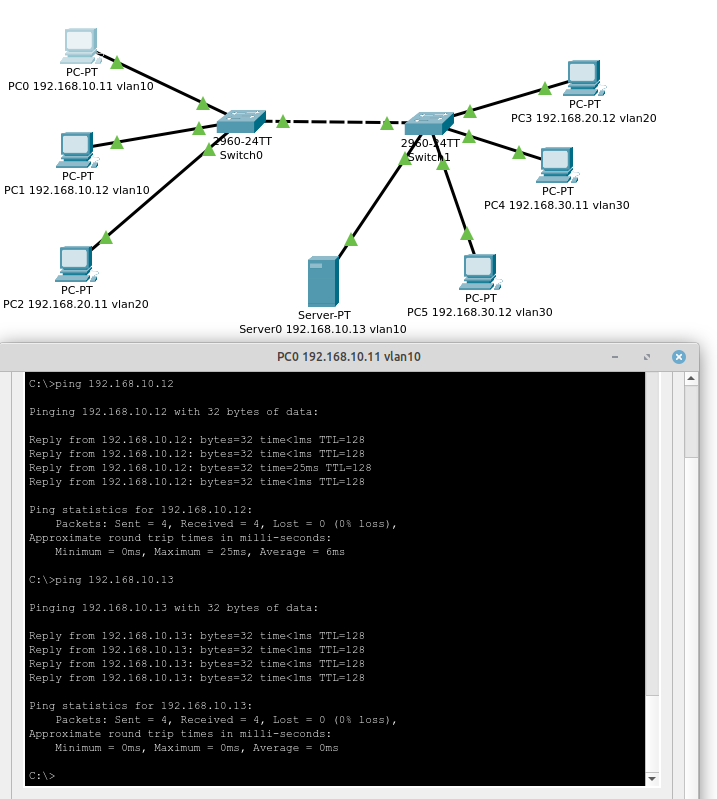 PC-PT
PC0 192.168.10.11 vlan10
PC-PT
PC1 192.168.10.12 vlan10
PC-PT
PC2 192.168.20.11 vlan20
2960-24TT
Switch0
2960-24TT
Switch1
PC-PT
PC3 192.168.20.12 vlan20
PC-PT
PC4 192.168.30.11 vlan30
PC-PT
PC5 192.168.30.12 vlan30
Server-PT
Server0 192.168.10.13 vlan10
PC0 192.168.10.11 vlan10
C:\>ping 192.168.10.12
Pinging 192.168.10.12 with 32 bytes of data:
Reply from 192.168.10.12: bytes=32 time<1ms TTL=128
Reply from 192.168.10.12: bytes=32 time<1ms TTL=128
Reply from 192.168.10.12: bytes=32 time=25ms TTL=128
Reply from 192.168.10.12: bytes=32 time<1ms TTL=128
Ping statistics for 192.168.10.12:
    Packets: Sent = 4, Received = 4, Lost = 0 (0% loss),
Approximate round trip times in milli-seconds:
    Minimum = 0ms, Maximum = 25ms, Average = 6ms
C:\>ping 192.168.10.13
Pinging 192.168.10.13 with 32 bytes of data:
Reply from 192.168.10.13: bytes=32 time<1ms TTL=128
Reply from 192.168.10.13: bytes=32 time<1ms TTL=128
Reply from 192.168.10.13: bytes=32 time<1ms TTL=128
Reply from 192.168.10.13: bytes=32 time<1ms TTL=128
Ping statistics for 192.168.10.13:
    Packets: Sent = 4, Received = 4, Lost = 0 (0% loss),
Approximate round trip times in milli-seconds:
    Minimum = 0ms, Maximum = 0ms, Average = 0ms
C:\>